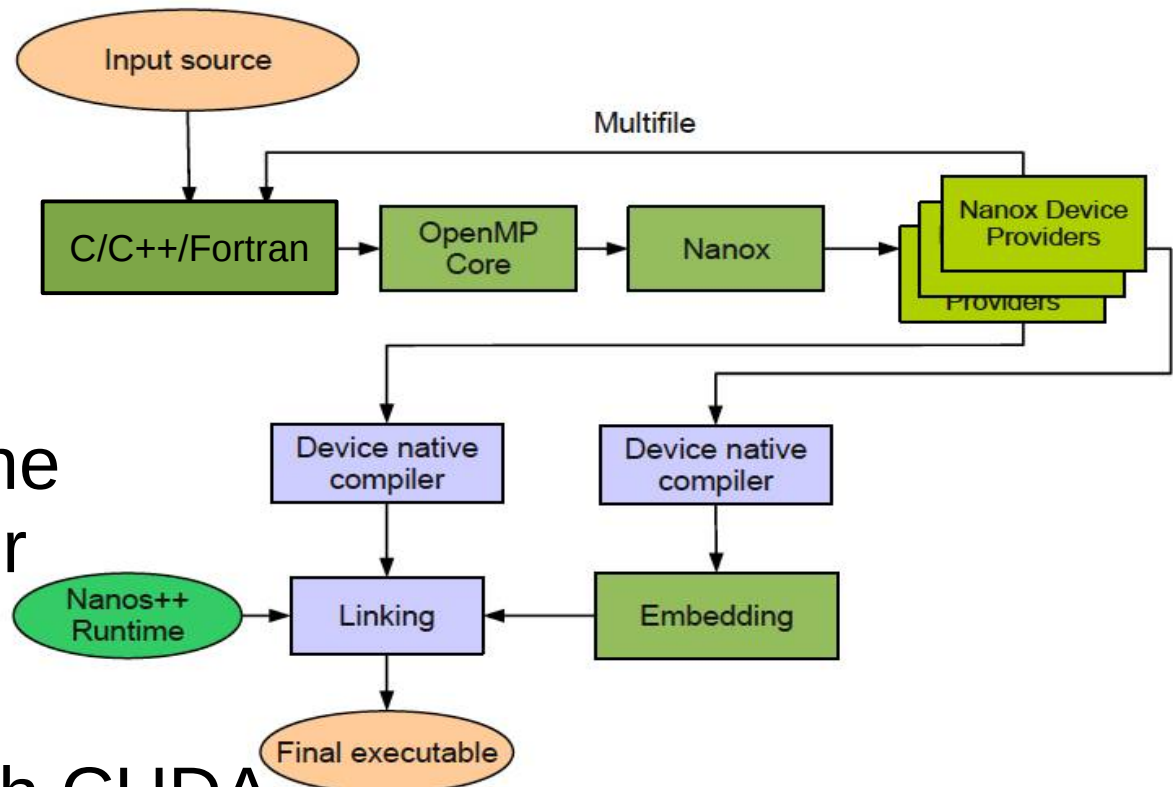 Input source
Multifile
C/C++/Fortran
OpenMP
Core
Nanox
Nanox Device
Providers
Providers
Device native
compiler
Device native
compiler
Nanos++
Runtime
Linking
Embedding
Final executable